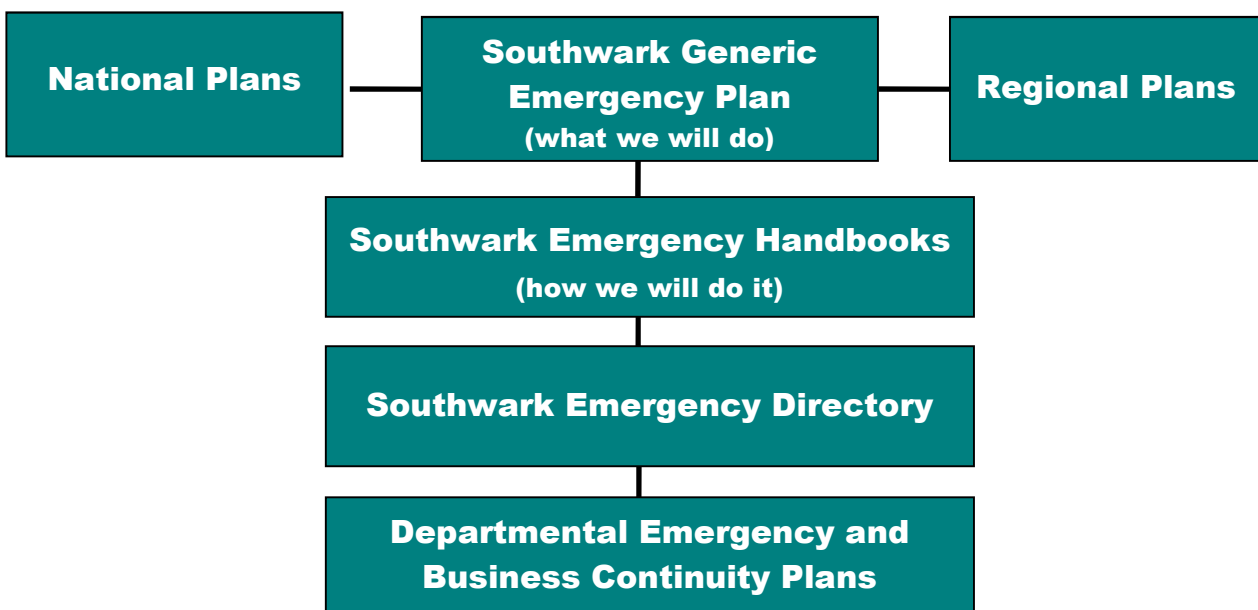 National Plans
Southwark Generic
Emergency Plan
(what we will do)
Regional Plans
Southwark Emergency Handbooks
(how we will do it)
Southwark Emergency Directory
Departmental Emergency and
Business Continuity Plans